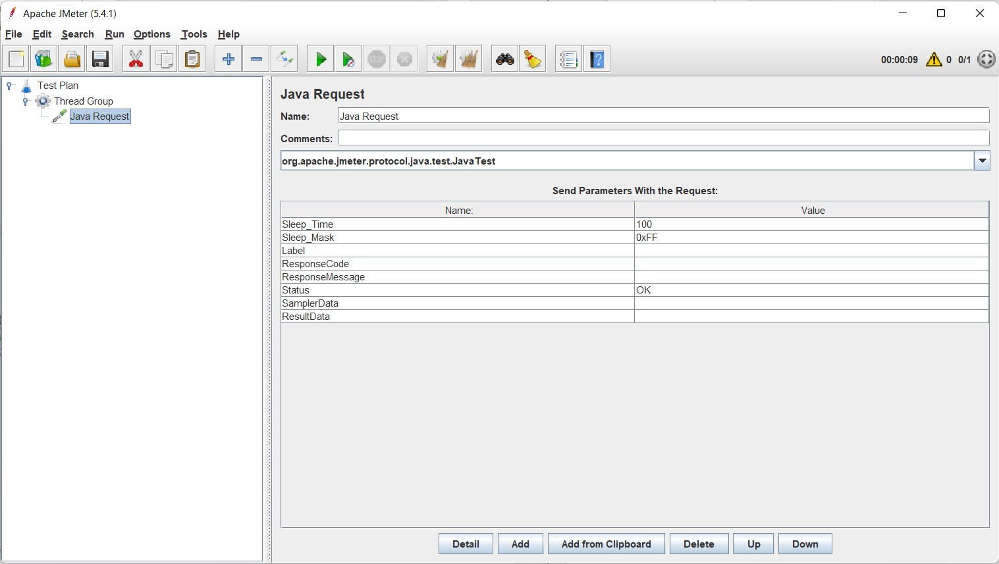 Apache JMeter (5.4.1)
File Edit Search Run Options Tools Help
STOP
00:00:09 0 0/1
Test Plan
Thread Group
Java Request
Java Request
Name: Java Request
Comments:
org.apache.jmeter.protocol.java.test.JavaTest
Send Parameters With the Request:
Name: Value
Sleep_Time 100
Sleep_Mask 0xFF
Label
ResponseCode
ResponseMessage
Status OK
SamplerData
ResultData
Detail Add Add from Clipboard Delete Up Down